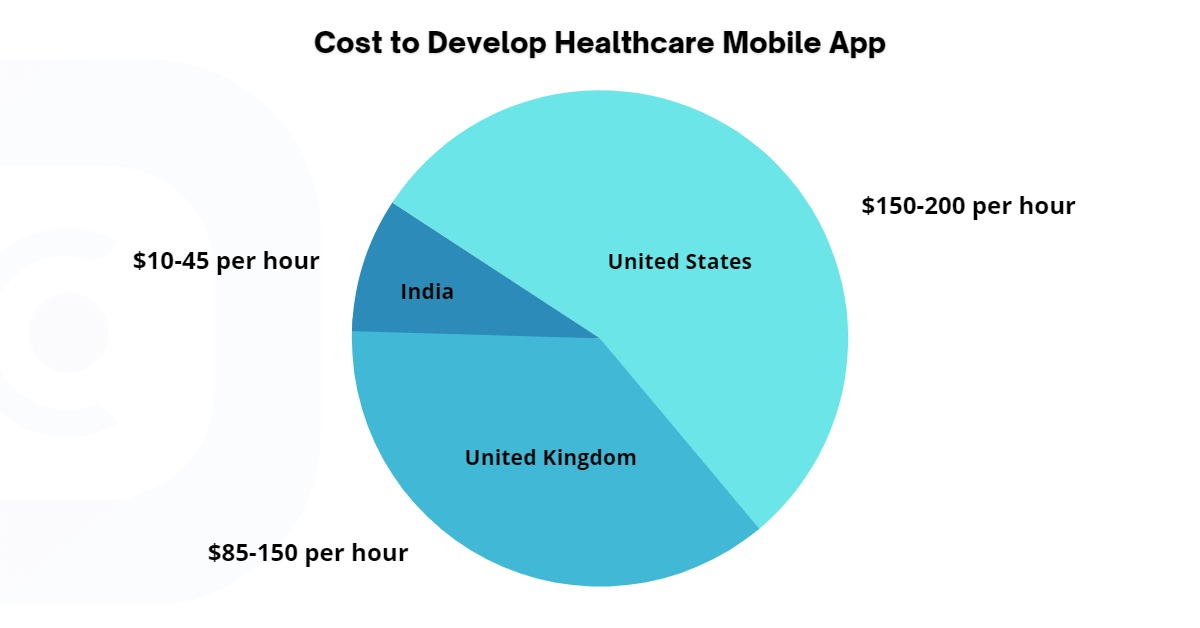 Cost to Develop Healthcare Mobile App
$150-200 per hour
United States
$10-45 per hour
India
United Kingdom
$85-150 per hour